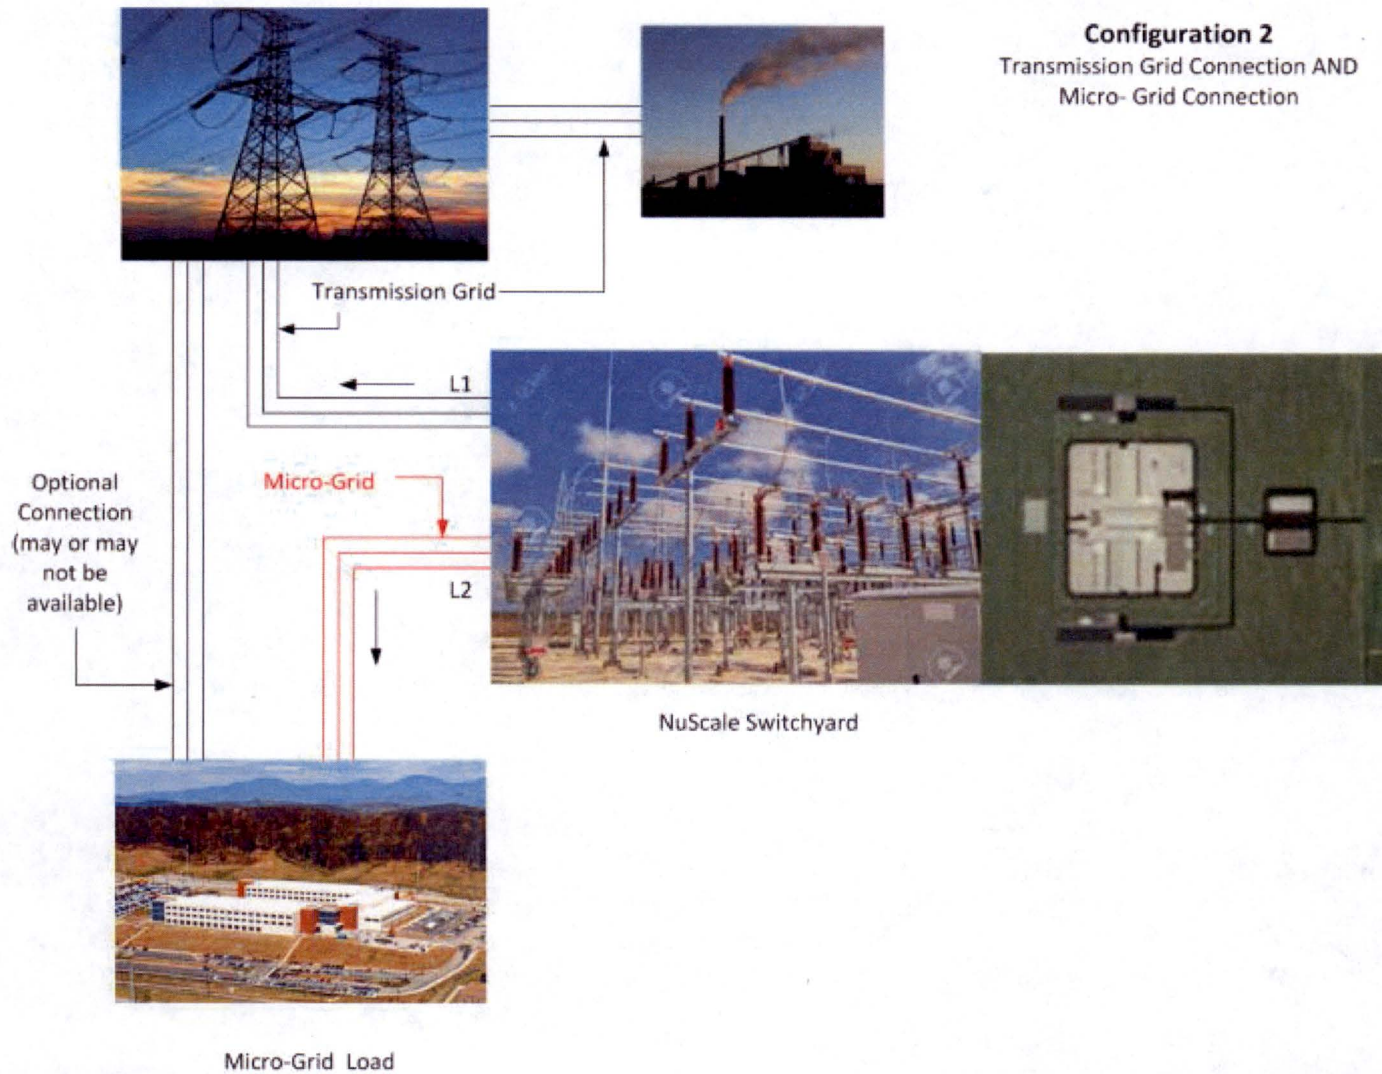 Configuration 2
Transmission Grid Connection AND
Micro- Grid Connection
Transmission Grid
L1
Micro-Grid
L2
Optional
Connection
(may or may
not be
available)
NuScale Switchyard
Micro-Grid Load